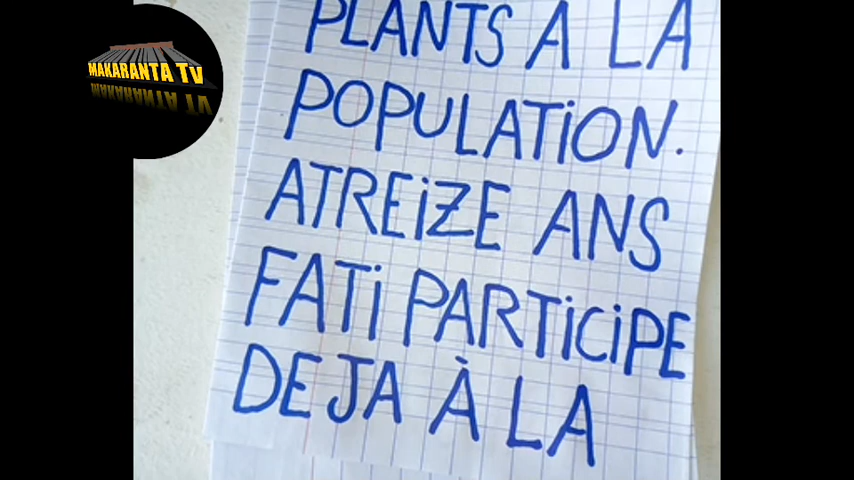 MAKARANTA TV
PLANTS A LA
POPULATION.
ATREIZE ANS
FATI PARTICIPE
DEJA À LA